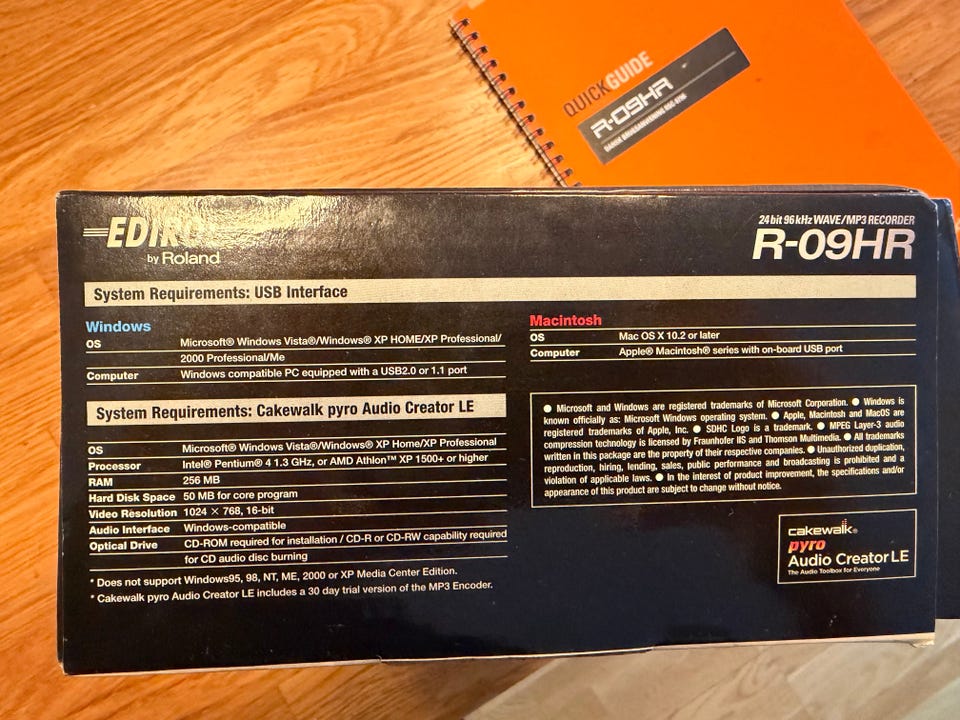 QUICKGUIDE
R-09HR
EDIROL
by Roland
24bit 96kHz WAVE/MP3 RECORDER
R-09HR
System Requirements: USB Interface
Windows
OS Microsoft® Windows Vista®/Windows® XP HOME/XP Professional/
2000 Professional/Me
Computer Windows compatible PC equipped with a USB2.0 or 1.1 port
Macintosh
OS Mac OS X 10.2 or later
Computer Apple® Macintosh® series with on-board USB port
System Requirements: Cakewalk pyro Audio Creator LE
OS Microsoft® Windows Vista®/Windows® XP Home/XP Professional
Processor Intel® Pentium® 4 1.3 GHz, or AMD Athlon™ XP 1500+ or higher
RAM 256 MB
Hard Disk Space 50 MB for core program
Video Resolution 1024 × 768, 16-bit
Audio Interface Windows-compatible
Optical Drive CD-ROM required for installation / CD-R or CD-RW capability required
for CD audio disc burning
* Does not support Windows95, 98, NT, ME, 2000 or XP Media Center Edition.
* Cakewalk pyro Audio Creator LE includes a 30 day trial version of the MP3 Encoder.
● Microsoft and Windows are registered trademarks of Microsoft Corporation. ● Windows is
known officially as: Microsoft Windows operating system. ● Apple, Macintosh and MacOS are
registered trademarks of Apple, Inc. ● SDHC Logo is a trademark. ● MPEG Layer-3 audio
compression technology is licensed by Fraunhofer IIS and Thomson Multimedia. ● All trademarks
written in this package are the property of their respective companies. ● Unauthorized duplication,
reproduction, hiring, lending, sales, public performance and broadcasting is prohibited and a
violation of applicable laws. ● In the interest of product improvement, the specifications and/or
appearance of this product are subject to change without notice.
cakewalk®
pyro
Audio Creator LE
The Audio Toolbox for Everyone